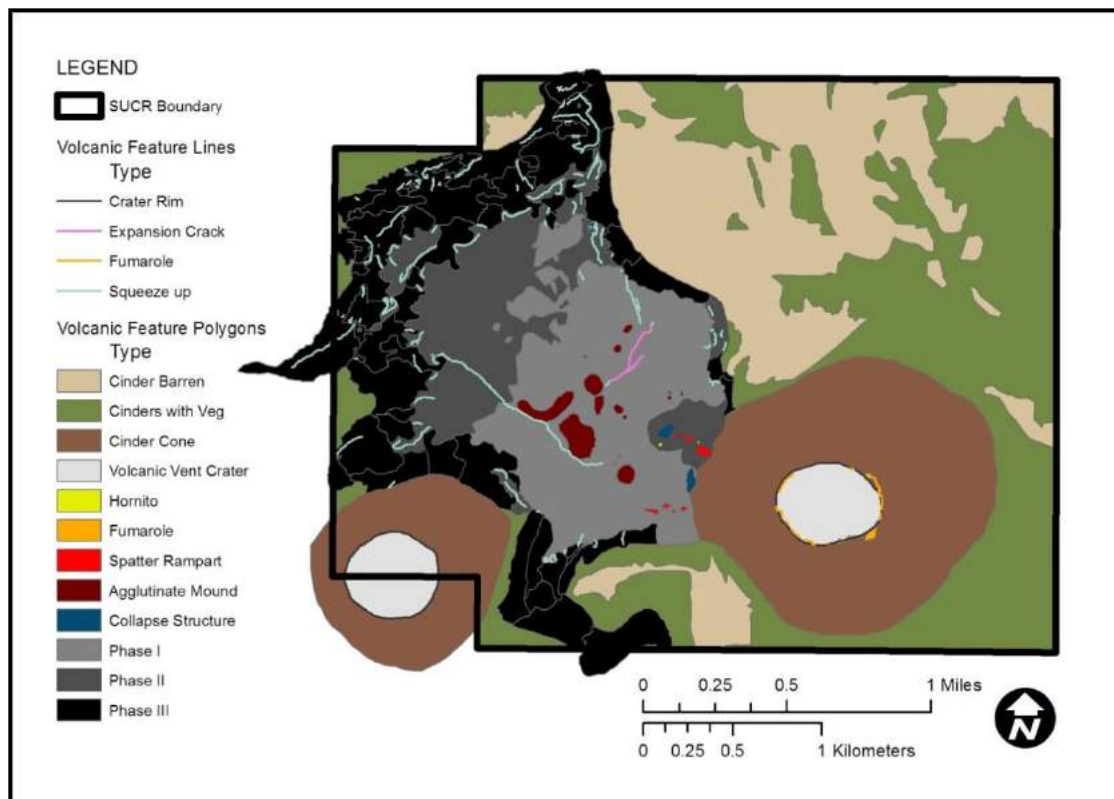 LEGEND
SUCR Boundary
Volcanic Feature Lines
Type
Crater Rim
Expansion Crack
Fumarole
Squeeze up
Volcanic Feature Polygons
Type
Cinder Barren
Cinders with Veg
Cinder Cone
Volcanic Vent Crater
Hornito
Fumarole
Spatter Rampart
Agglutinate Mound
Collapse Structure
Phase I
Phase II
Phase III
0 0.25 0.5 1 Miles
0 0.25 0.5 1 Kilometers
N